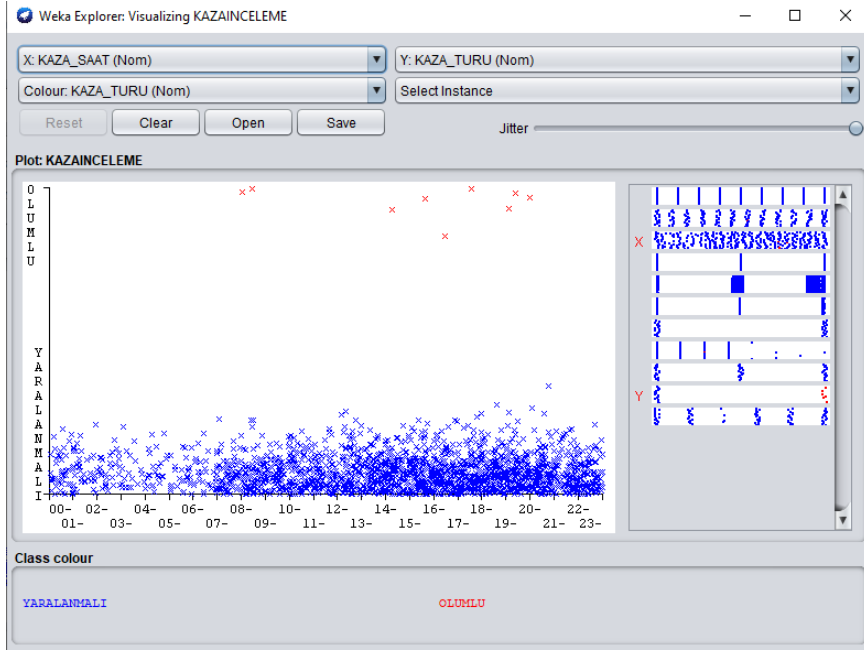 Weka Explorer: Visualizing KAZAINCELEME
X: KAZA_SAAT (Nom)
Y: KAZA_TURU (Nom)
Colour: KAZA_TURU (Nom)
Select Instance
Reset
Clear
Open
Save
Jitter
Plot: KAZAINCELEME
OLUMLU
YARALANMALI
00- 02- 04- 06- 08- 10- 12- 14- 16- 18- 20- 22-
01- 03- 05- 07- 09- 11- 13- 15- 17- 19- 21- 23-
X
Y
Class colour
YARALANMALI OLUMLU